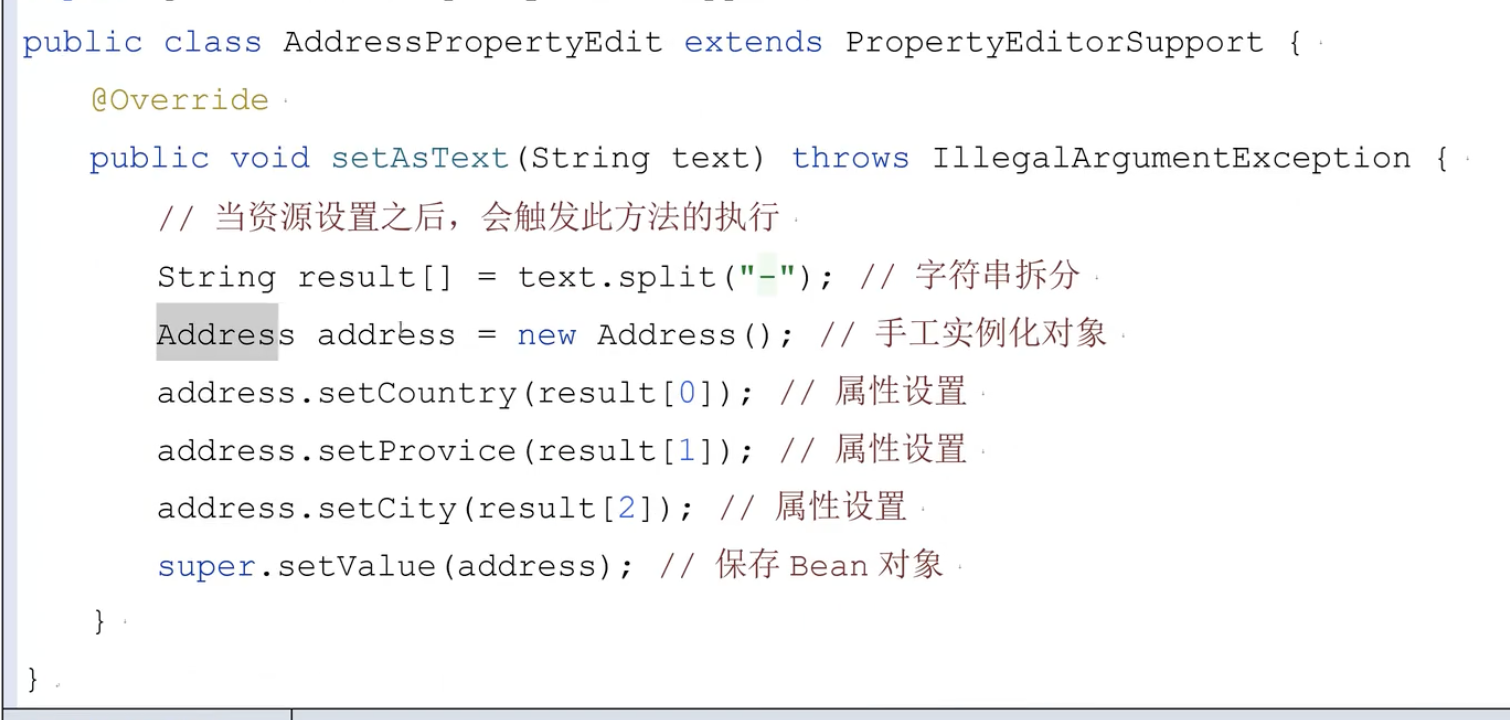 public class AddressPropertyEdit extends PropertyEditorSupport {
@Override
public void setAsText(String text) throws IllegalArgumentException {
// 当资源设置之后，会触发此方法的执行
String result[] = text.split("-"); // 字符串拆分
Address address = new Address(); // 手工实例化对象
address.setCountry(result[0]); // 属性设置
address.setProvice(result[1]); // 属性设置
address.setCity(result[2]); // 属性设置
super.setValue(address); // 保存 Bean 对象
}
}